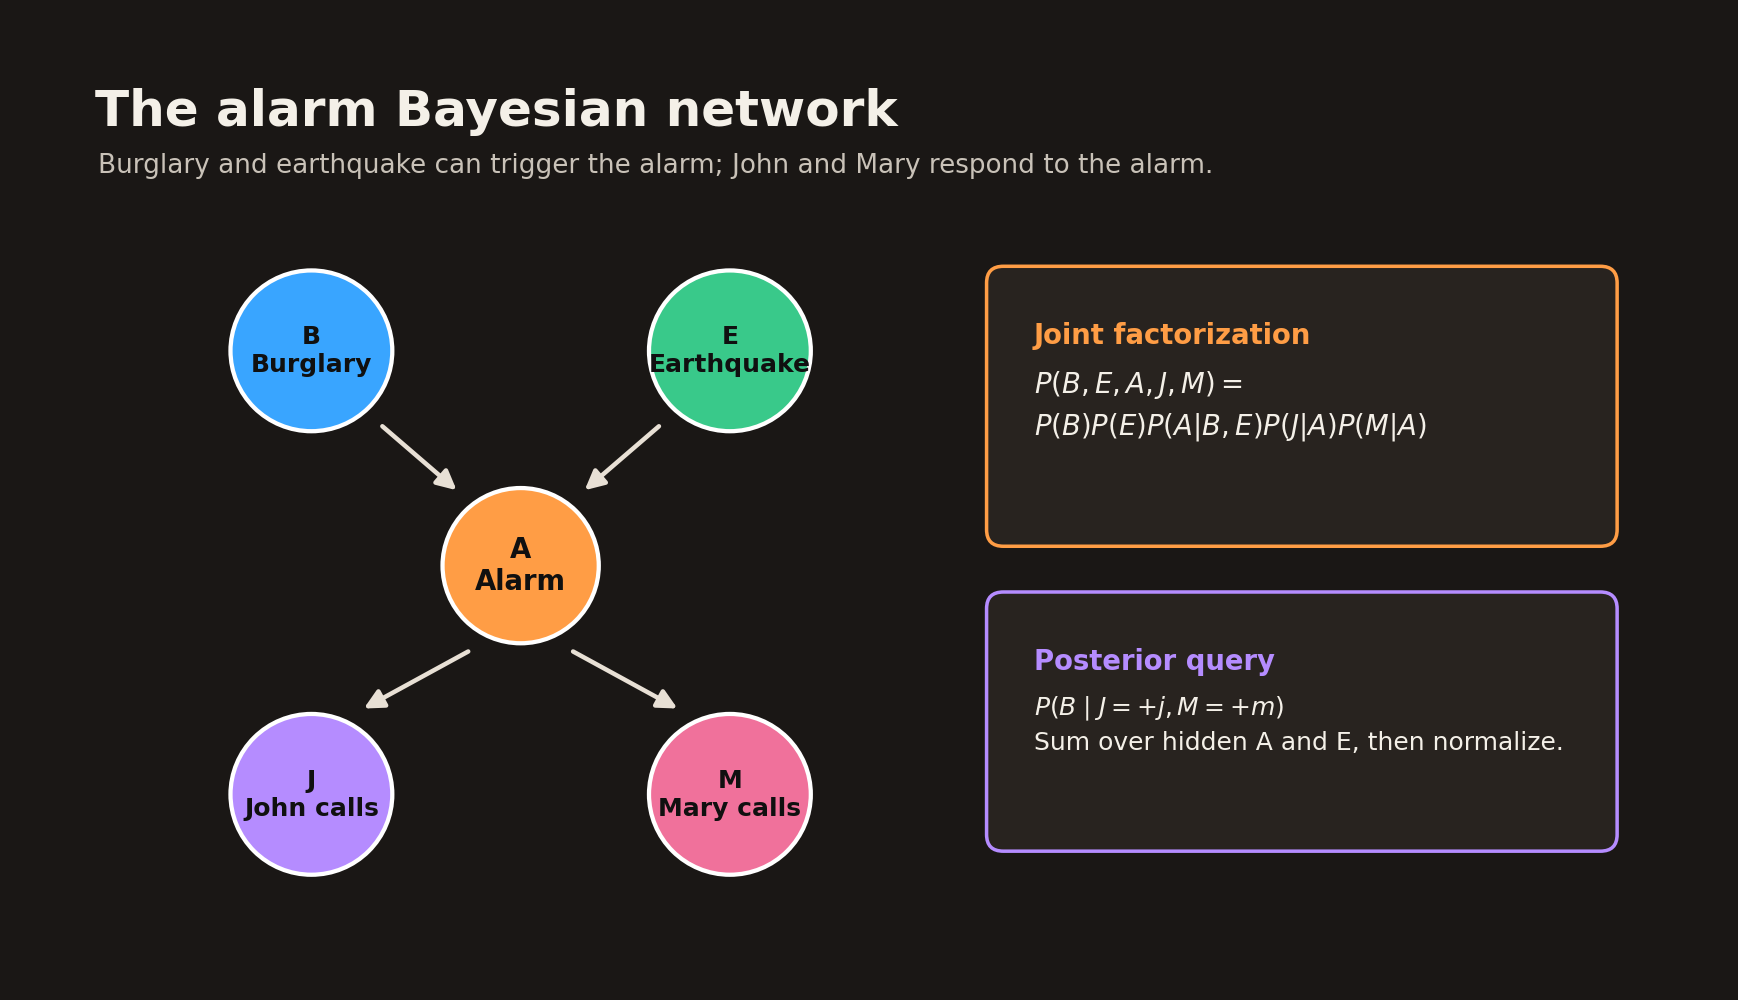 The alarm Bayesian network
Burglary and earthquake can trigger the alarm; John and Mary respond to the alarm.
B
Burglary
E
Earthquake
A
Alarm
J
John calls
M
Mary calls
Joint factorization
P(B, E, A, J, M) =
P(B)P(E)P(A|B, E)P(J|A)P(M|A)
Posterior query
P(B | J = +j, M = +m)
Sum over hidden A and E, then normalize.